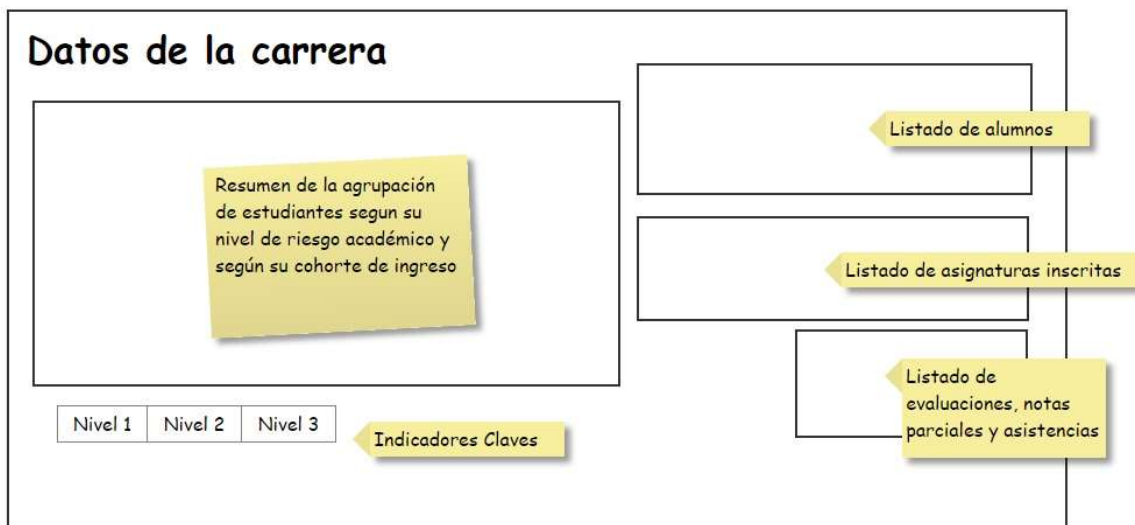 Datos de la carrera
Resumen de la agrupación
de estudiantes segun su
nivel de riesgo académico y
según su cohorte de ingreso
Nivel 1 Nivel 2 Nivel 3
Indicadores Claves
Listado de alumnos
Listado de asignaturas inscritas
Listado de
evaluaciones, notas
parciales y asistencias